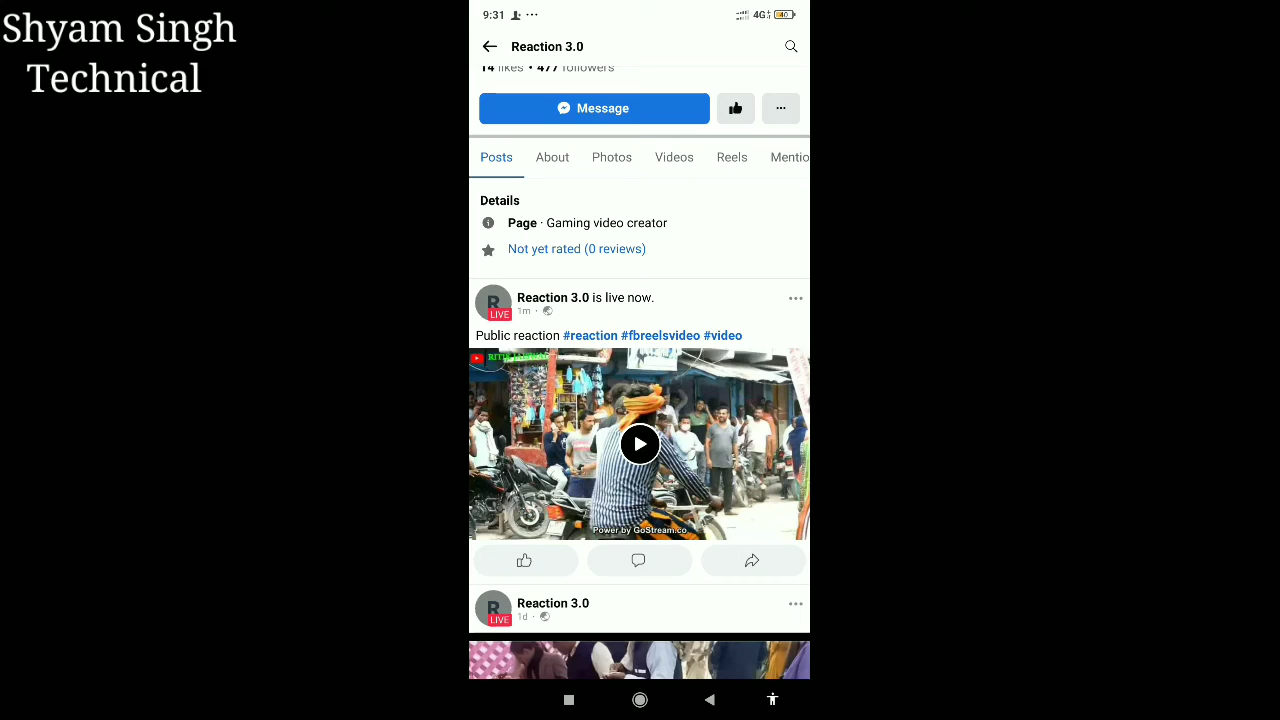 Shyam Singh
Technical
9:31
4G
40
Reaction 3.0
14 likes • 477 followers
Message
Posts About Photos Videos Reels Mentio
Details
Page · Gaming video creator
Not yet rated (0 reviews)
R
LIVE
Reaction 3.0 is live now.
1m ·
Public reaction #reaction #fbreelsvideo #video
Power by GoStream.co
R
LIVE
Reaction 3.0
1d ·